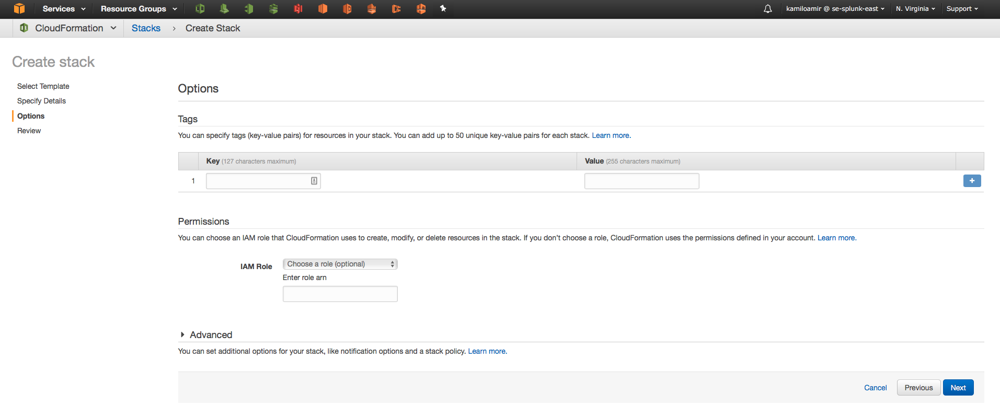 Services Resource Groups kamiloamir @ se-splunk-east N. Virginia Support
CloudFormation Stacks › Create Stack
Create stack
Select Template
Specify Details
Options
Review
Options
Tags
You can specify tags (key-value pairs) for resources in your stack. You can add up to 50 unique key-value pairs for each stack. Learn more.
Key (127 characters maximum) Value (255 characters maximum)
1
Permissions
You can choose an IAM role that CloudFormation uses to create, modify, or delete resources in the stack. If you don't choose a role, CloudFormation uses the permissions defined in your account. Learn more.
IAM Role Choose a role (optional)
Enter role arn
Advanced
You can set additional options for your stack, like notification options and a stack policy. Learn more.
Cancel Previous Next